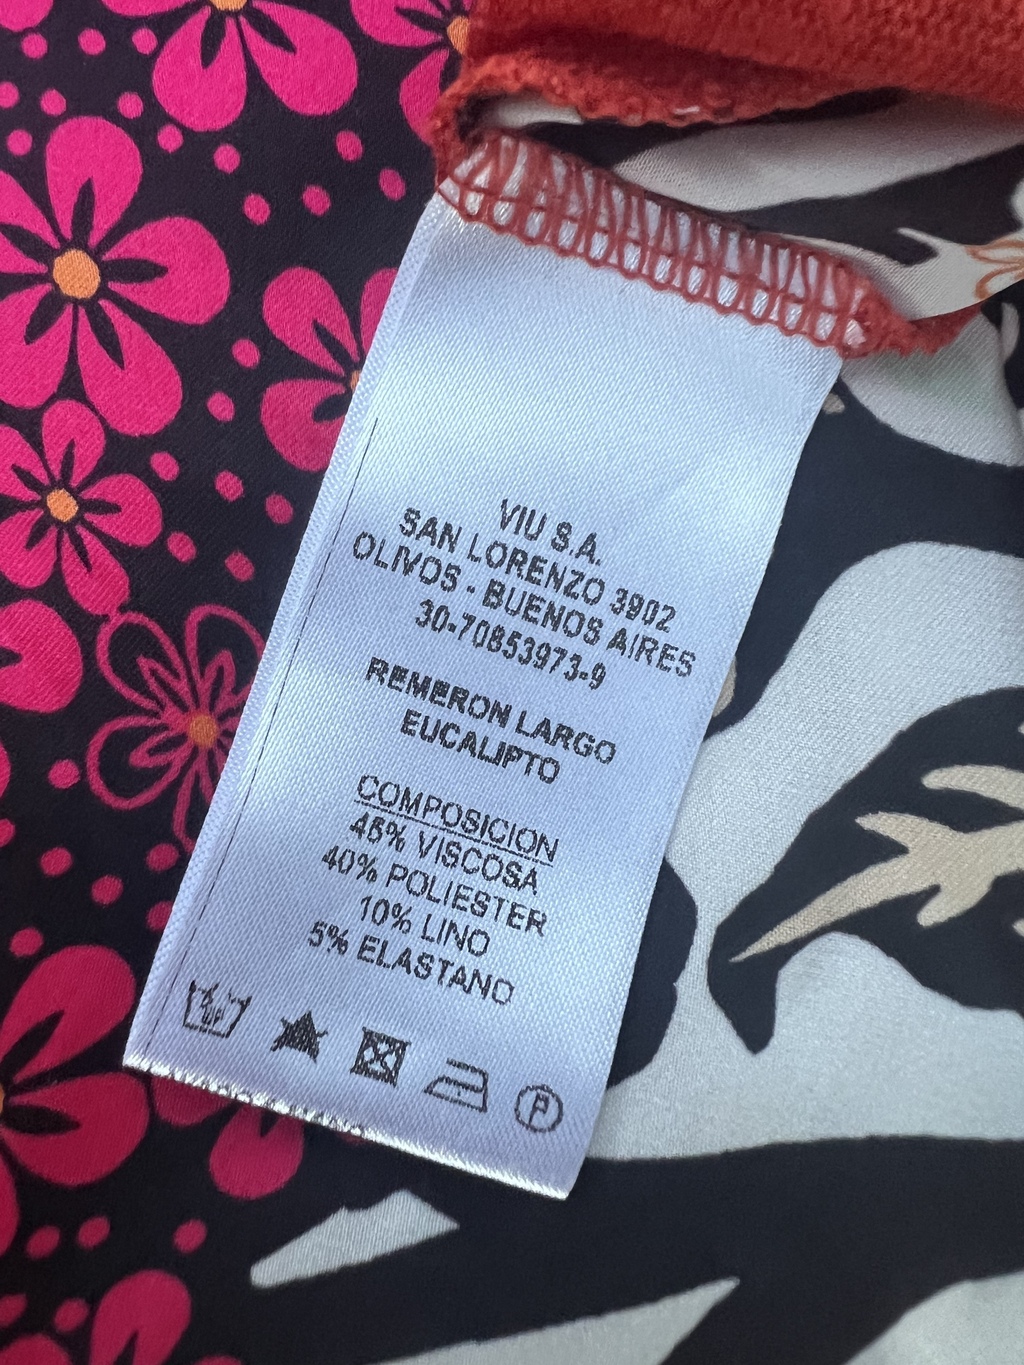 VIU S.A.
SAN LORENZO 3902
OLIVOS - BUENOS AIRES
30-70853973-9
REMERON LARGO
EUCALIPTO
COMPOSICION
45% VISCOSA
40% POLIESTER
10% LINO
5% ELASTANO
P